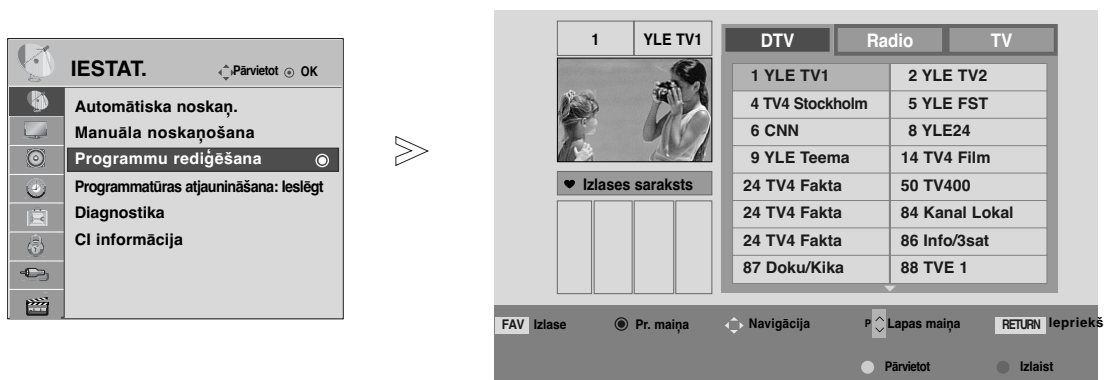 IESTAT.
Pārvietot OK
Automātiska noskaņ.
Manuāla noskaņošana
Programmu rediģēšana
Programmatūras atjaunināšana: Ieslēgt
Diagnostika
CI informācija
1 YLE TV1
Izlases saraksts
DTV Radio TV
1 YLE TV1 2 YLE TV2
4 TV4 Stockholm 5 YLE FST
6 CNN 8 YLE24
9 YLE Teema 14 TV4 Film
24 TV4 Fakta 50 TV400
24 TV4 Fakta 84 Kanal Lokal
24 TV4 Fakta 86 Info/3sat
87 Doku/Kika 88 TVE 1
FAV Izlase Pr. maiņa Navigācija P Lapas maiņa RETURN Iepriekš
Pārvietot Izlaist